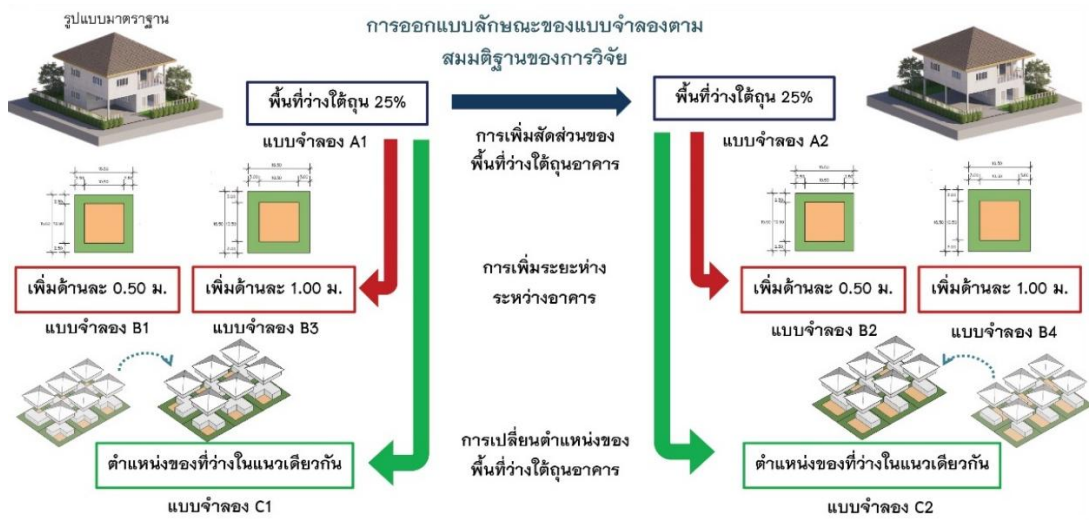 รูปแบบมาตราฐาน
การออกแบบลักษณะของแบบจำลองตาม
สมมติฐานของการวิจัย
พื้นที่ว่างใต้ถุน 25%
แบบจำลอง A1
พื้นที่ว่างใต้ถุน 25%
แบบจำลอง A2
การเพิ่มสัดส่วนของ
พื้นที่ว่างใต้ถุนอาคาร
เพิ่มด้านละ 0.50 ม.
แบบจำลอง B1
เพิ่มด้านละ 1.00 ม.
แบบจำลอง B3
การเพิ่มระยะห่าง
ระหว่างอาคาร
เพิ่มด้านละ 0.50 ม.
แบบจำลอง B2
เพิ่มด้านละ 1.00 ม.
แบบจำลอง B4
การเปลี่ยนตำแหน่งของ
พื้นที่ว่างใต้ถุนอาคาร
ตำแหน่งของที่ว่างในแนวเดียวกัน
แบบจำลอง C1
ตำแหน่งของที่ว่างในแนวเดียวกัน
แบบจำลอง C2